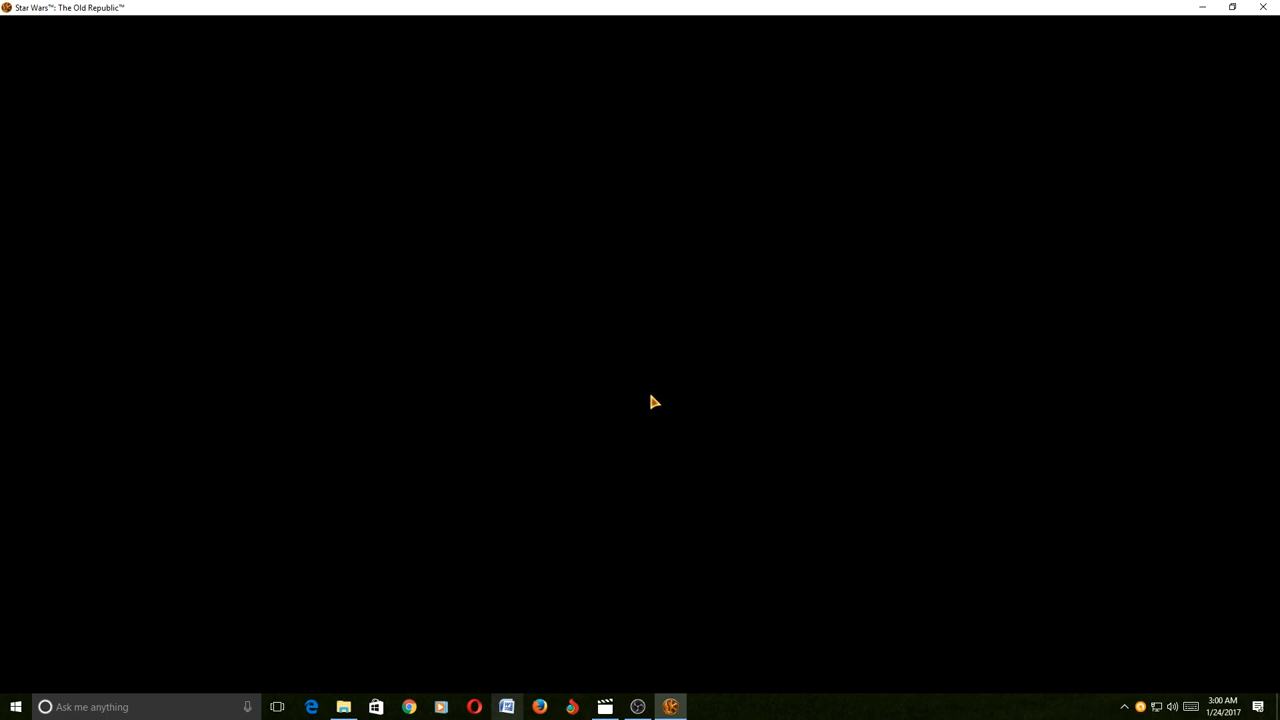 Star Wars™: The Old Republic™
Ask me anything
3:00 AM
1/24/2017